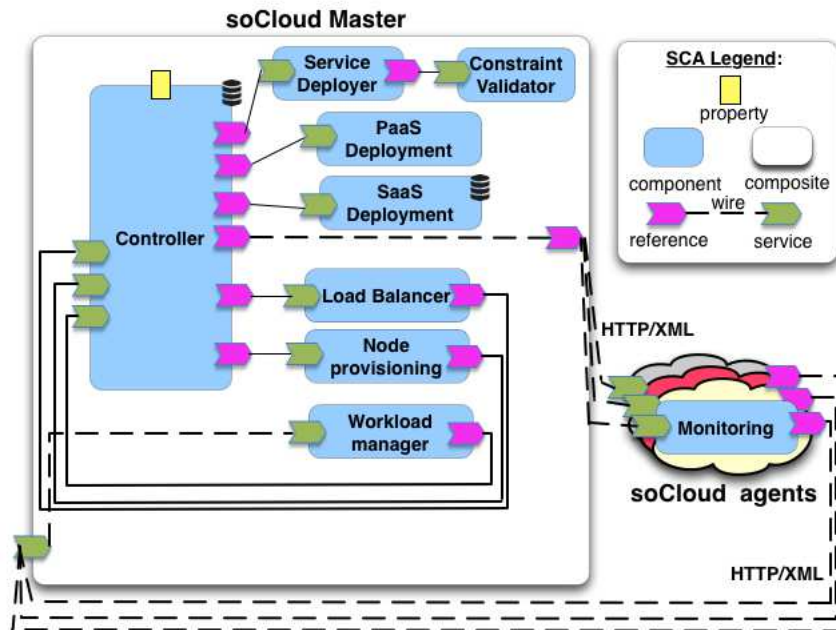 soCloud Master
Service
Deployer
Constraint
Validator
PaaS
Deployment
SaaS
Deployment
Controller
Load Balancer
Node
provisioning
Workload
manager
SCA Legend:
property
component
composite
wire
reference
service
HTTP/XML
Monitoring
soCloud agents
HTTP/XML